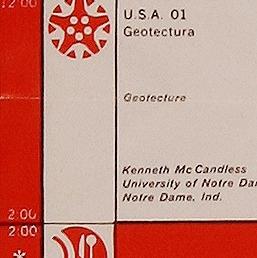 12:00
U.S.A. 01
Geotectura
Geotecture
Kenneth McCandless
University of Notre Da
Notre Dame, Ind.
2:00
2:00
*